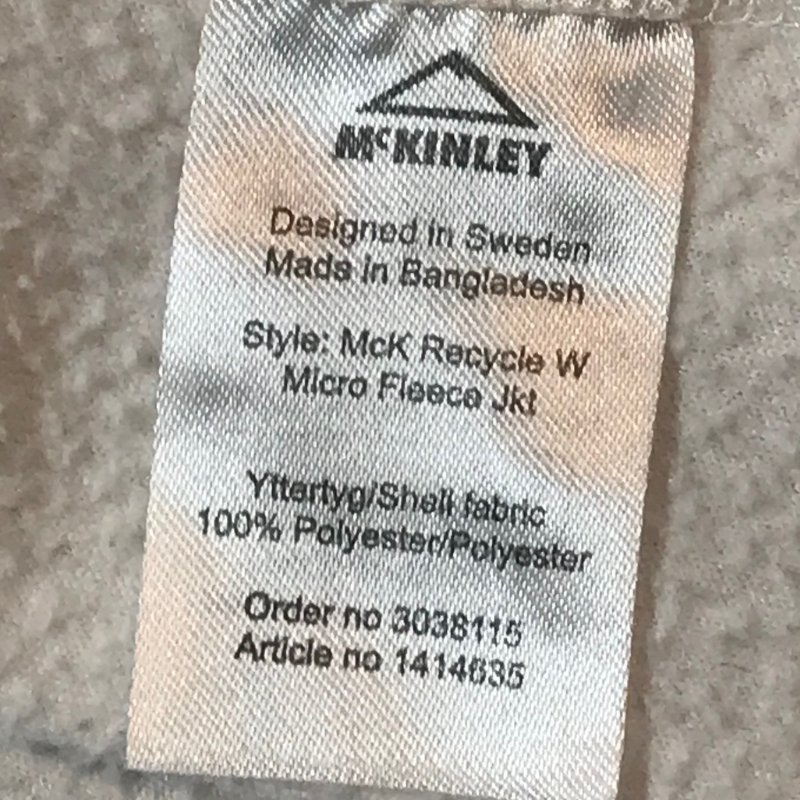 McKINLEY
Designed in Sweden
Made in Bangladesh
Style: McK Recycle W
Micro Fleece Jkt
Yttertyg/Shell fabric
100% Polyester/Polyester
Order no 3038115
Article no 1414635